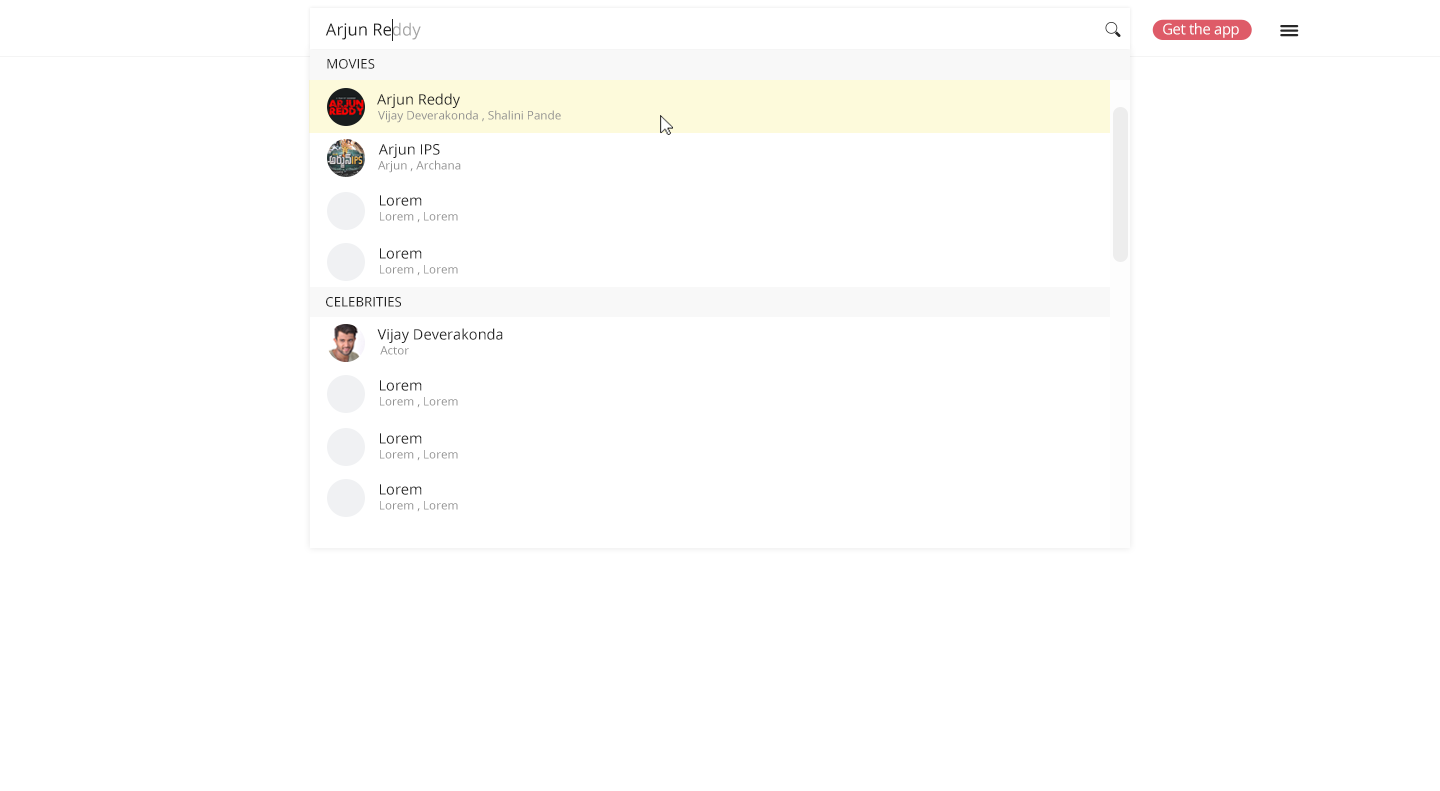 Arjun Reddy
Get the app
MOVIES
ARJUN
REDDY
Arjun Reddy
Vijay Deverakonda , Shalini Pande
IPS
Arjun IPS
Arjun , Archana
Lorem
Lorem , Lorem
Lorem
Lorem , Lorem
CELEBRITIES
Vijay Deverakonda
Actor
Lorem
Lorem , Lorem
Lorem
Lorem , Lorem
Lorem
Lorem , Lorem